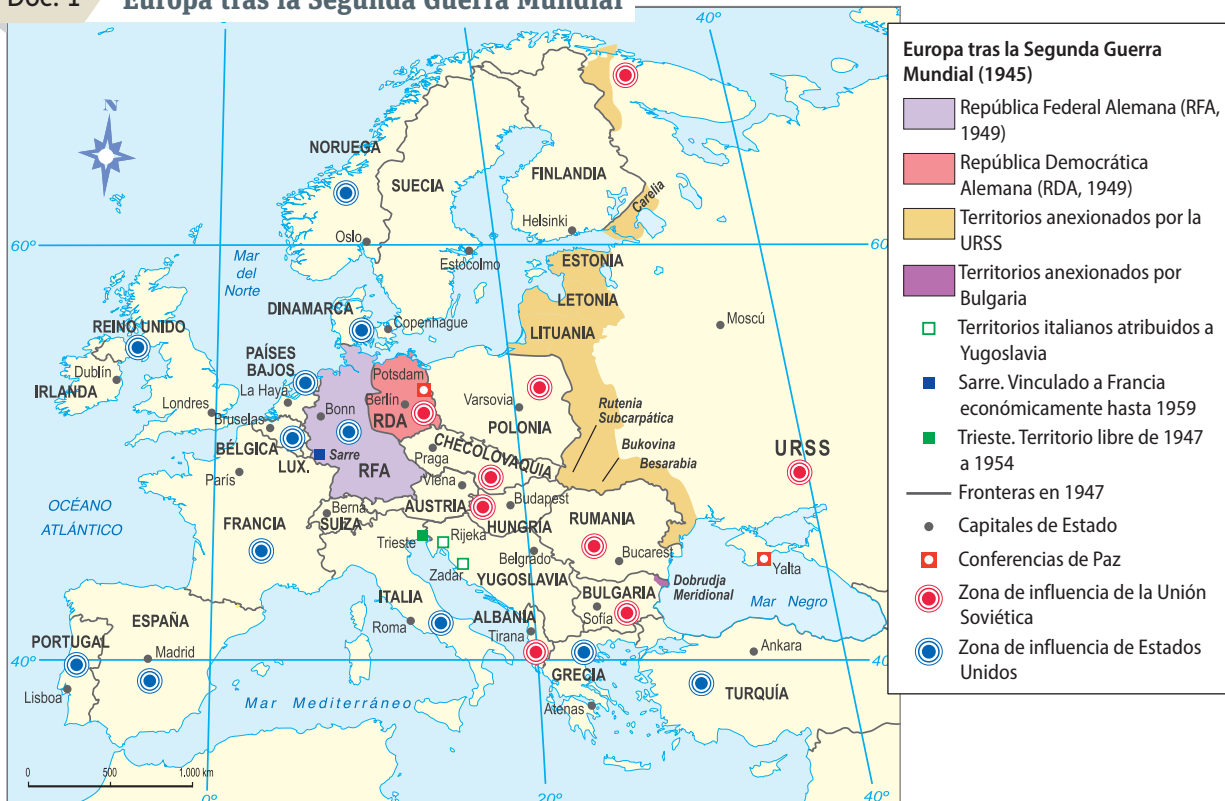 Doc. 1 Europa tras la Segunda Guerra Mundial
40º
N
NORUEGA
SUECIA
FINLANDIA
Carelia
Helsinki
Oslo
60º
60
Estocolmo
Mar
del
Norte
ESTONIA
LETONIA
LITUANIA
Moscú
DINAMARCA
Copenhague
REINO UNIDO
Dublín
IRLANDA
Londres
PAÍSES
BAJOS
La Haya
Bruselas
BÉLGICA
LUX.
Bonn
Sarre
RFA
Potsdam
Berlín
RDA
Varsovia
POLONIA
Rutenia
Subcarpática
Bukovina
Besarabia
URSS
CHECOLOVAQUIA
Praga
Viena
París
OCÉANO
ATLÁNTICO
FRANCIA
Berna
SUIZA
AUSTRIA
Budapest
HUNGRÍA
RUMANIA
Bucarest
Trieste
Rijeka
Zadar
Belgrado
YUGOSLAVIA
Yalta
Dobrudja
Meridional
Mar Negro
BULGARIA
Sofía
ITALIA
Roma
ALBANIA
Tirana
ESPAÑA
PORTUGAL
Madrid
Lisboa
40º
40
Ankara
GRECIA
TURQUÍA
Atenas
Mar Mediterráneo
0 500 1.000 km
0º
20º
40º
Europa tras la Segunda Guerra
Mundial (1945)
República Federal Alemana (RFA,
1949)
República Democrática
Alemana (RDA, 1949)
Territorios anexionados por la
URSS
Territorios anexionados por
Bulgaria
Territorios italianos atribuidos a
Yugoslavia
Sarre. Vinculado a Francia
económicamente hasta 1959
Trieste. Territorio libre de 1947
a 1954
Fronteras en 1947
Capitales de Estado
Conferencias de Paz
Zona de influencia de la Unión
Soviética
Zona de influencia de Estados
Unidos